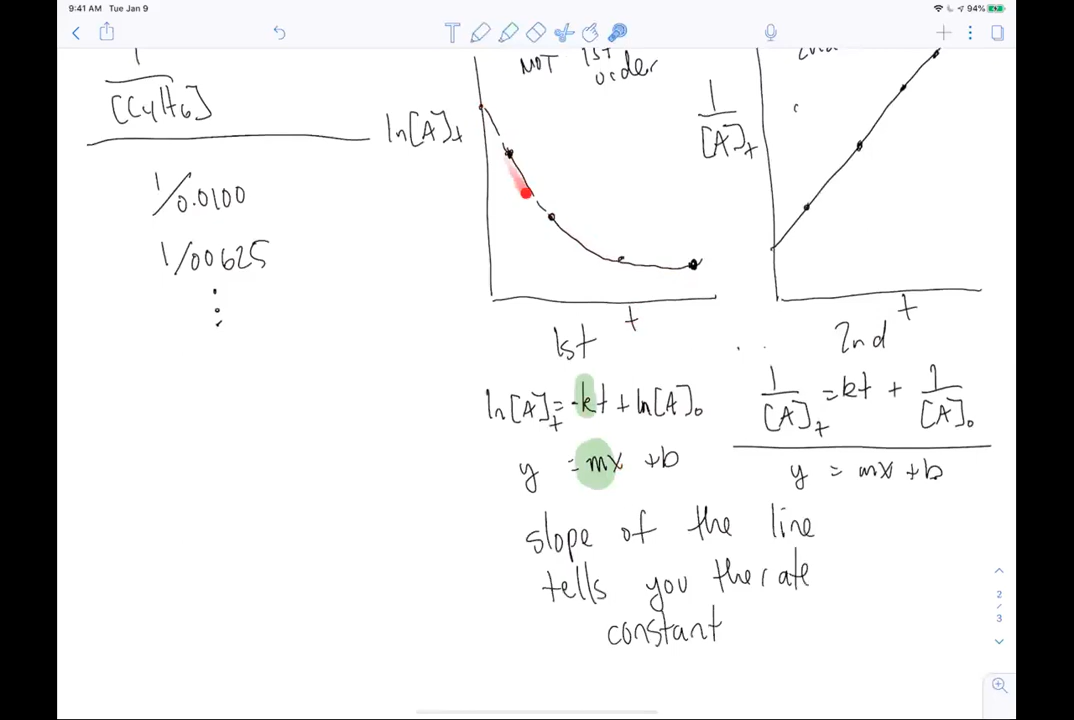 9:41 AM Tue Jan 9
94%
1
[C4H6]
1/0.0100
1/00625
NOT 1st
order
ln[A]t
t
1st
ln[A]t = -kt + ln[A]0
y = mx + b
1
[A]t
t
2nd
1/[A]t = kt + 1/[A]0
y = mx + b
slope of the line
tells you the rate
constant
2
/
3